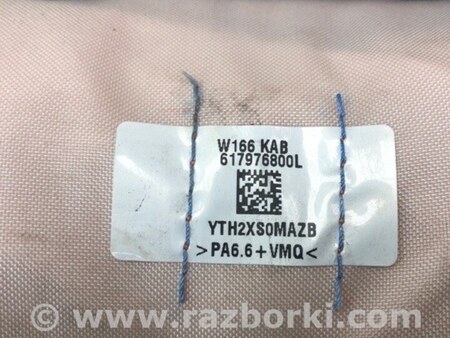 W166 KAB
617976800L
YTH2XS0MAZB
>PA6.6+VMQ<
© www.razborki.com